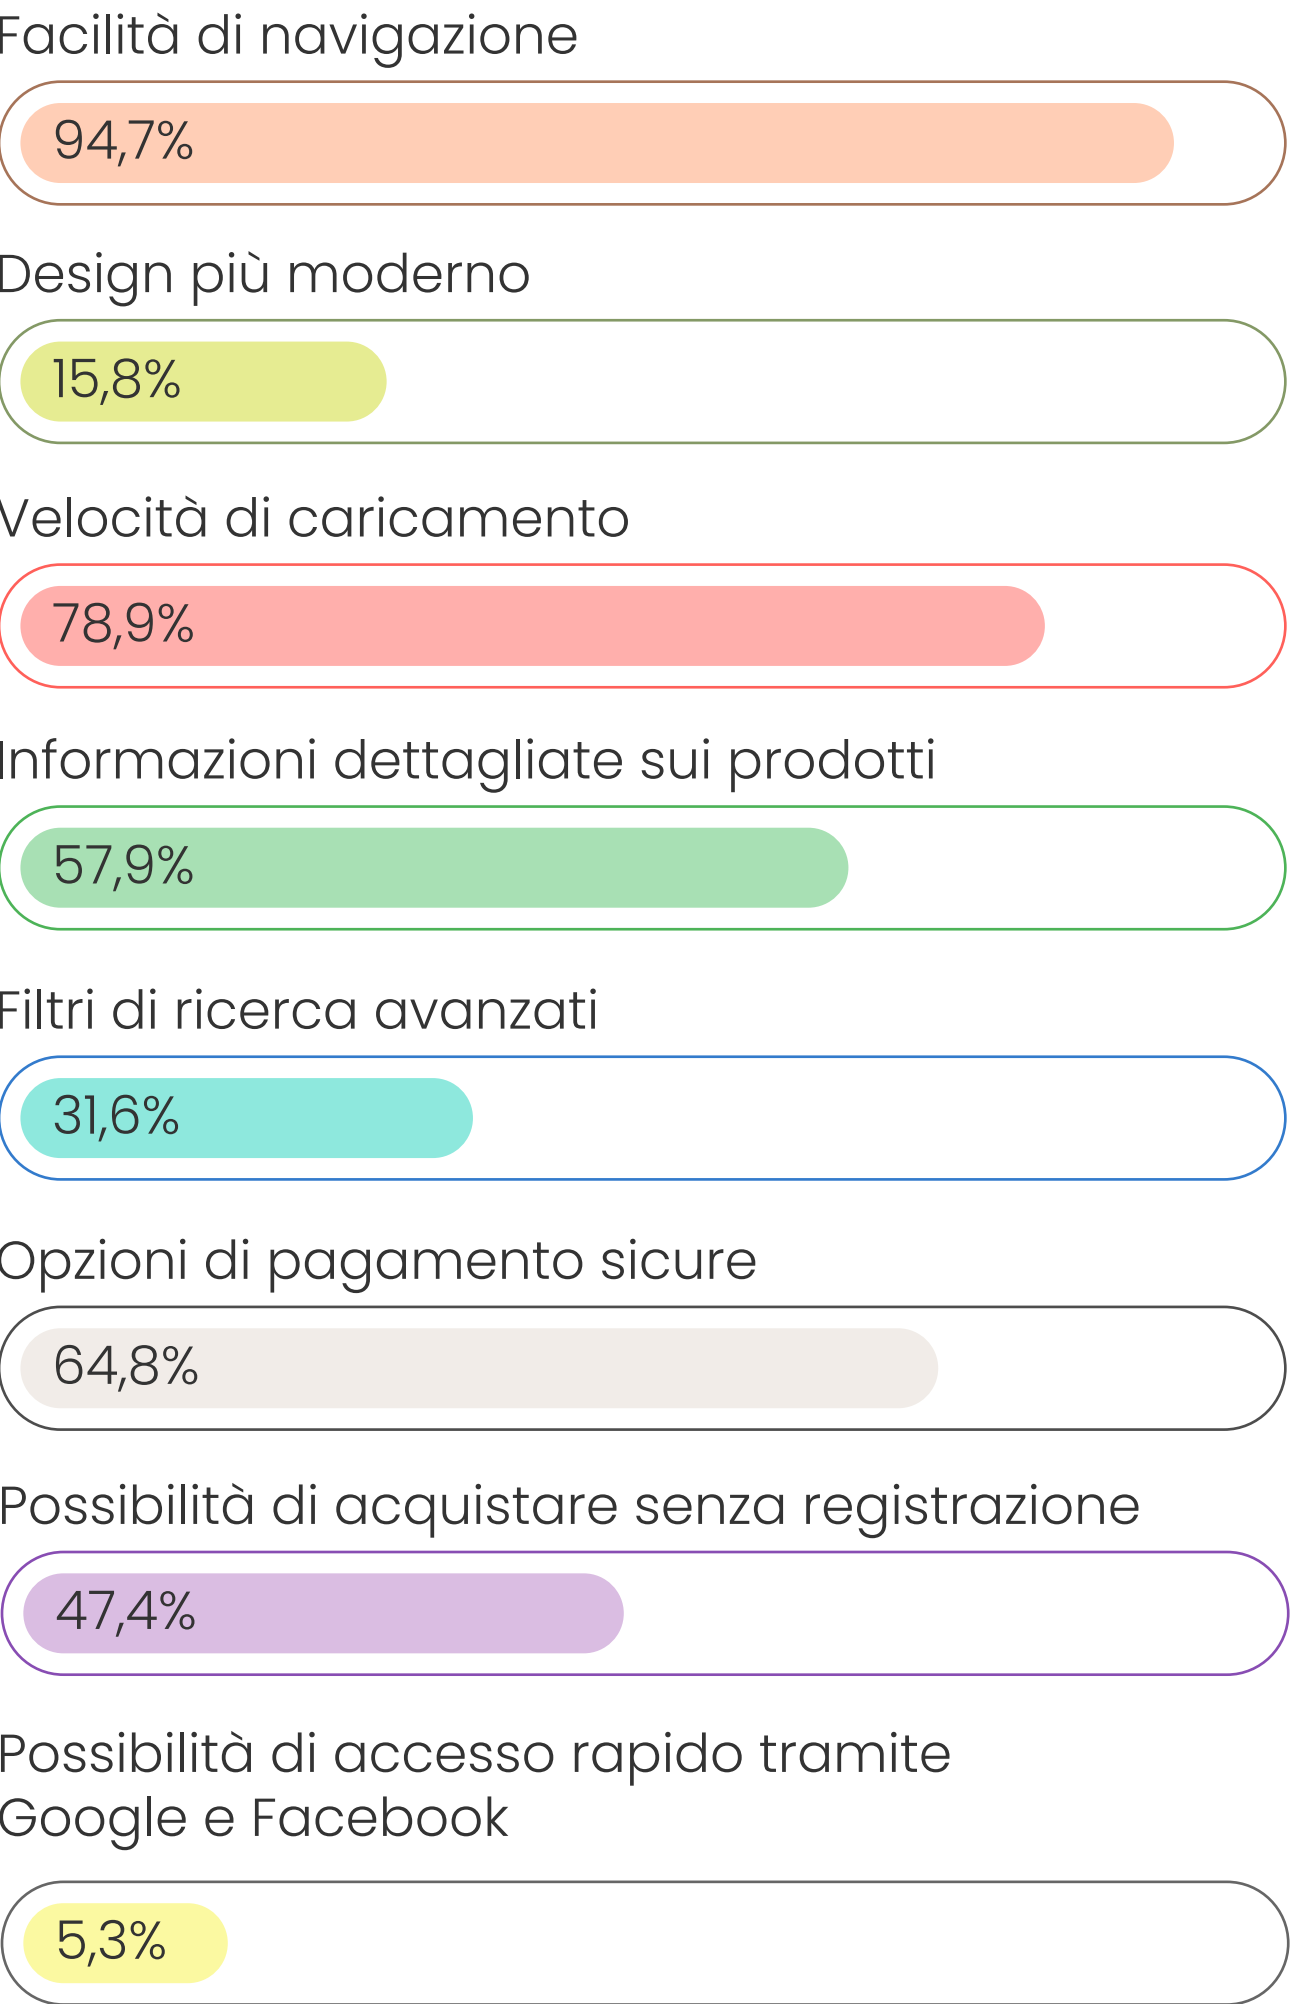 Facilità di navigazione
94,7%
Design più moderno
15,8%
Velocità di caricamento
78,9%
Informazioni dettagliate sui prodotti
57,9%
Filtri di ricerca avanzati
31,6%
Opzioni di pagamento sicure
64,8%
Possibilità di acquistare senza registrazione
47,4%
Possibilità di accesso rapido tramite
Google e Facebook
5,3%